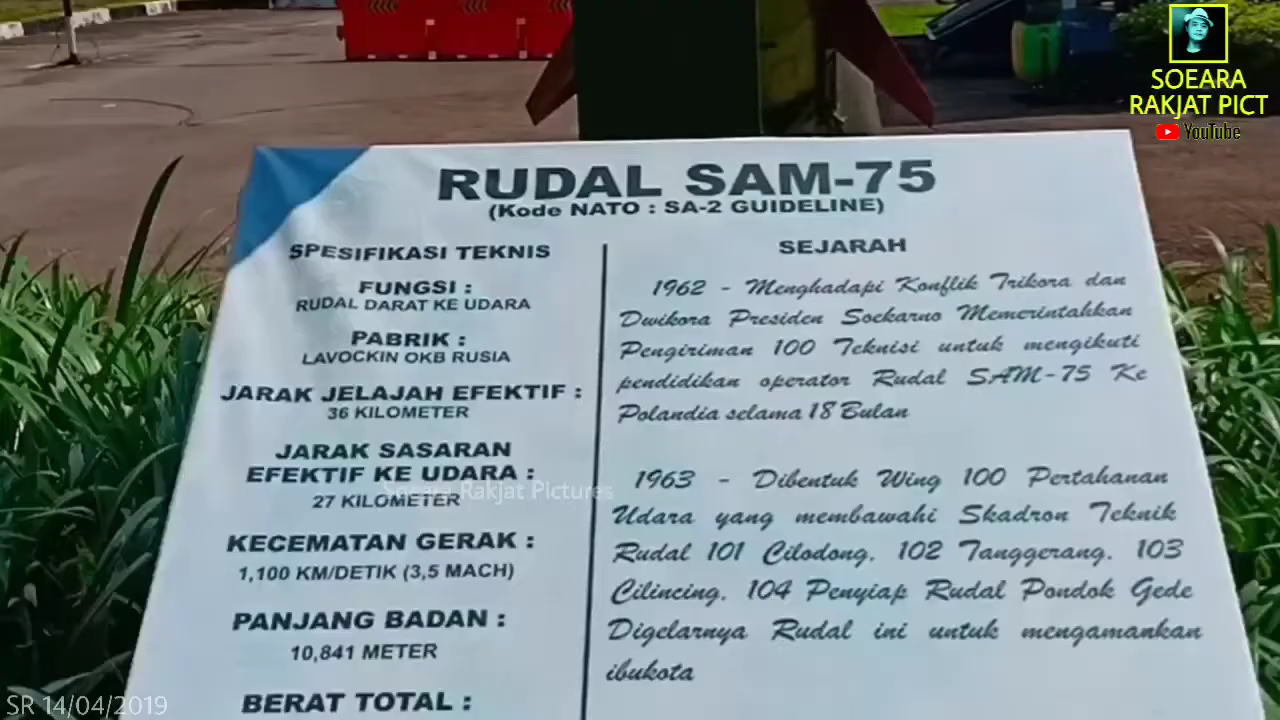 SOEARA
RAKJAT PICT
YouTube
RUDAL SAM-75
(Kode NATO : SA-2 GUIDELINE)
SPESIFIKASI TEKNIS
FUNGSI :
RUDAL DARAT KE UDARA
PABRIK :
LAVOCKIN OKB RUSIA
JARAK JELAJAH EFEKTIF :
36 KILOMETER
JARAK SASARAN
EFEKTIF KE UDARA :
27 KILOMETER
KECEMATAN GERAK :
1,100 KM/DETIK (3,5 MACH)
PANJANG BADAN :
10,841 METER
BERAT TOTAL :
SEJARAH
1962 - Menghadapi Konflik Trikora dan
Dwikora Presiden Soekarno Memerintahkan
Pengiriman 100 Teknisi untuk mengikuti
pendidikan operator Rudal SAM-75 Ke
Polandia selama 18 Bulan
1963 - Dibentuk Wing 100 Pertahanan
Udara yang membawahi Skadron Teknik
Rudal 101 Cilodong, 102 Tanggerang, 103
Cilincing, 104 Penyiap Rudal Pondok Gede
Digelarnya Rudal ini untuk mengamankan
ibukota
Soeara Rakjat Pictures
SR 14/04/2019